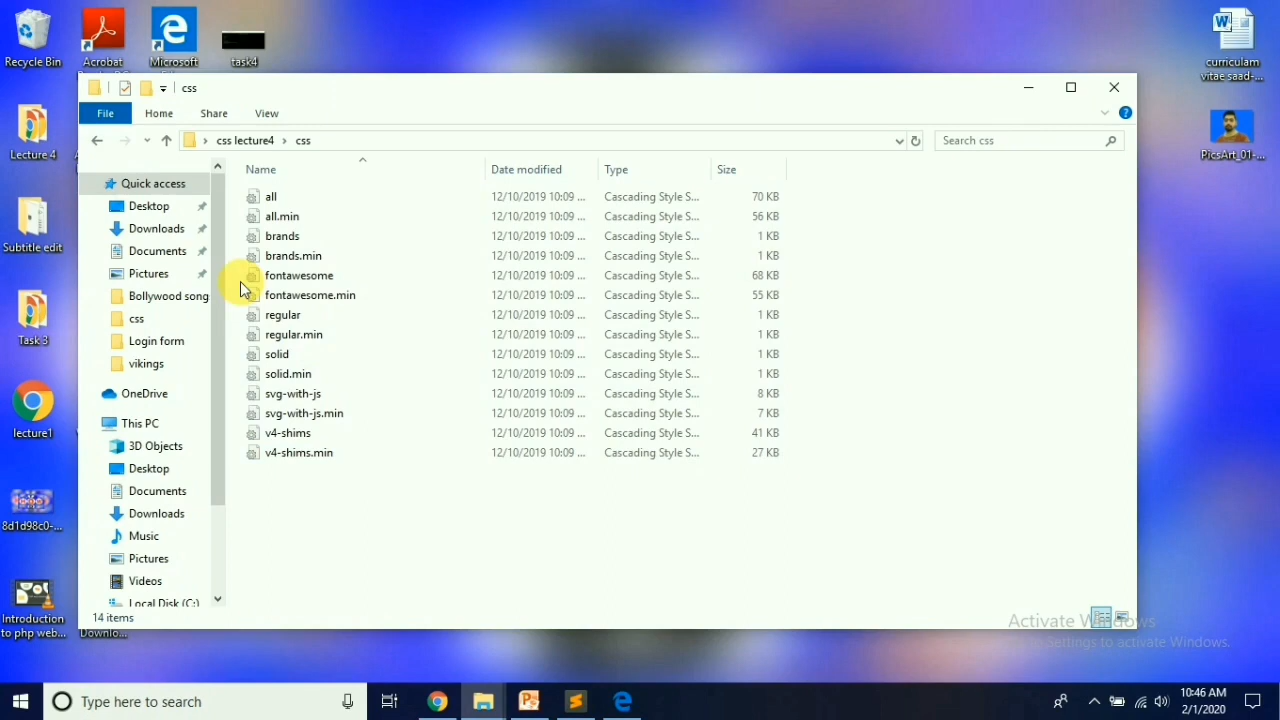 Recycle Bin
Acrobat
Microsoft
task4
curriculam
vitae saad-...
css
File
Home
Share
View
css lecture4
css
Search css
Lecture 4
PicsArt_01-...
Name
Date modified
Type
Size
Quick access
Desktop
Downloads
Documents
Pictures
Bollywood song
css
Login form
vikings
OneDrive
This PC
3D Objects
Desktop
Documents
Downloads
Music
Pictures
Videos
Local Disk (C:)
all 12/10/2019 10:09 ... Cascading Style S... 70 KB
all.min 12/10/2019 10:09 ... Cascading Style S... 56 KB
brands 12/10/2019 10:09 ... Cascading Style S... 1 KB
brands.min 12/10/2019 10:09 ... Cascading Style S... 1 KB
fontawesome 12/10/2019 10:09 ... Cascading Style S... 68 KB
fontawesome.min 12/10/2019 10:09 ... Cascading Style S... 55 KB
regular 12/10/2019 10:09 ... Cascading Style S... 1 KB
regular.min 12/10/2019 10:09 ... Cascading Style S... 1 KB
solid 12/10/2019 10:09 ... Cascading Style S... 1 KB
solid.min 12/10/2019 10:09 ... Cascading Style S... 1 KB
svg-with-js 12/10/2019 10:09 ... Cascading Style S... 8 KB
svg-with-js.min 12/10/2019 10:09 ... Cascading Style S... 7 KB
v4-shims 12/10/2019 10:09 ... Cascading Style S... 41 KB
v4-shims.min 12/10/2019 10:09 ... Cascading Style S... 27 KB
Subtitle edit
Task 3
lecture1
8d1d98c0-...
Introduction
to php web...
Downlo...
14 items
Activate Windows
Settings to activate Windows.
Type here to search
10:46 AM
2/1/2020